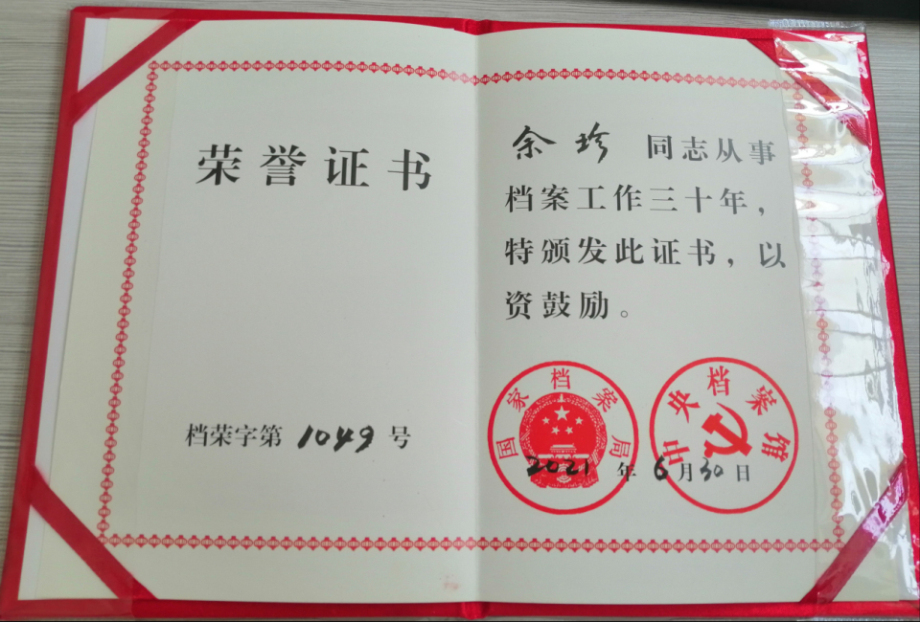 荣誉证书
档荣字第 1049 号
余珍 同志从事
档案工作三十年，
特颁发此证书，以
资鼓励。
国家档案局
中央档案馆
2021 年 6 月 30 日